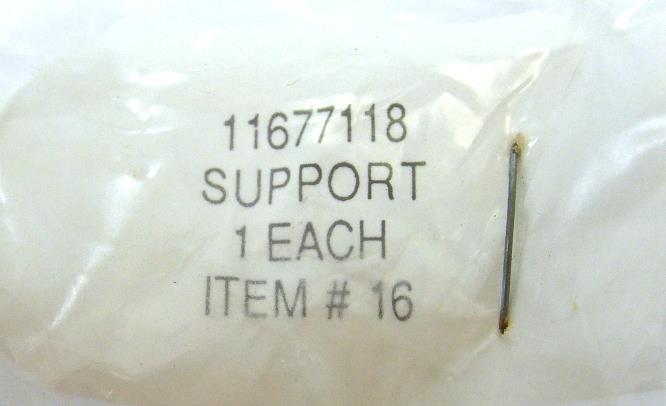 11677118
SUPPORT
1 EACH
ITEM # 16